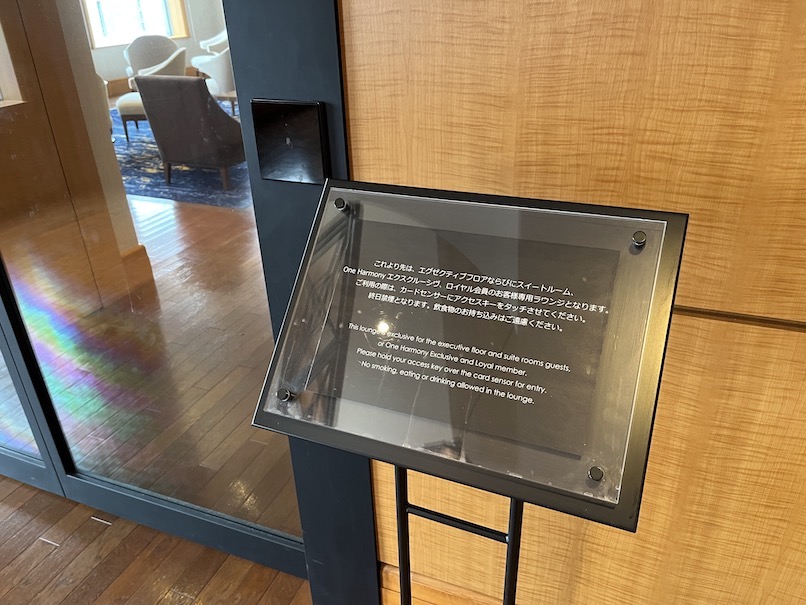 これより先は、エグゼクティブフロアならびにスイートルーム、
One Harmony エクスクルーシヴ、ロイヤル会員のお客様専用ラウンジとなります。
ご利用の際は、カードセンサーにアクセスキーをタッチさせてください。
終日禁煙となります。飲食物のお持ち込みはご遠慮ください。
This lounge is exclusive for the executive floor and suite rooms guests,
or One Harmony Exclusive and Loyal member.
Please hold your access key over the card sensor for entry.
No smoking, eating or drinking allowed in the lounge.